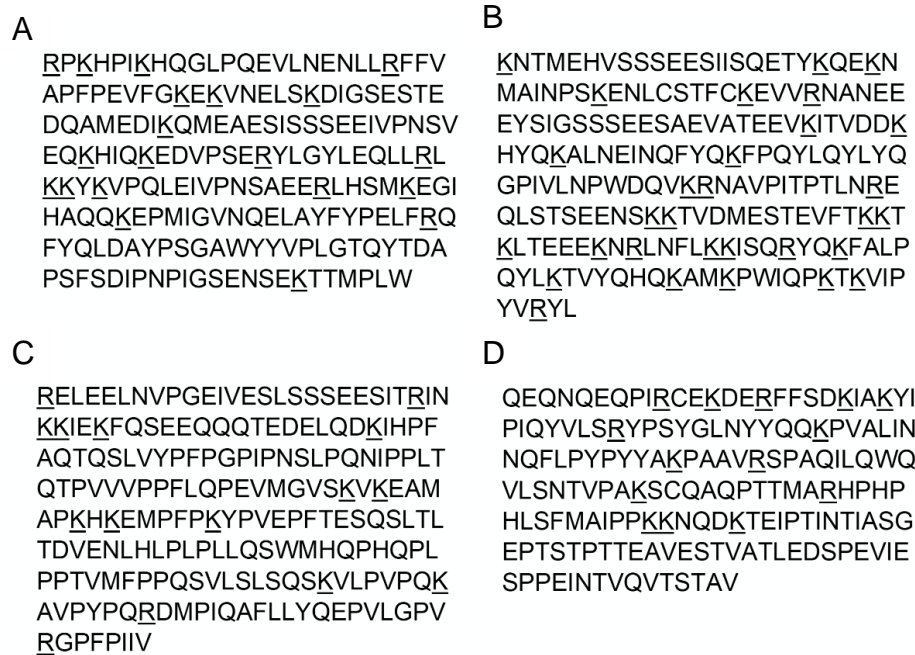 A
RPKHPIKHQGLPQEVLNENLLRFFV
APFPEVFGKEKVNELSKDIGSESTE
DQAMEDIKQMEAESISSSEEIVPNSV
EQKHIQKEDVPSERYLGYLEQLLRL
KKYKVPQLEIVPNSAEERLHSMKEGI
HAQQKEPMIGVNQELAYFYPELFRQ
FYQLDAYPSGAWYYVPLGTQYTDA
PSFSDIPNPIGSENSEKTTMPLW
B
KNTMEHVSSSEESIISQETYKQEKN
MAINPSKENLCSTFCKEVVRNANEE
EYSIGSSSEESAEVATEEVKITVDDK
HYQKALNEINQFYQKFPQYLQYLYQ
GPIVLNPWDQVKRNAVPITPTLNRE
QLSTSEENSKKTVDMESTEVFTKKT
KLTEEEKNRLNFLKKISQRYQKFALP
QYLKTVYQHQKAMKPWIQPKTKVIP
YVRYL
C
RELEELNVPGEIVESLSSSEESITRIN
KKIEKFQSEEQQQTEDELQDKIHPF
AQTQSLVYPFPGPIPNSLPQNIPPLT
QTPVVVPPFLQPEVMGVSKVKEAM
APKHKEMPFPKYPVEPFTESQSLTL
TDVENLHLPLPLLQSWMHQPHQPL
PPTVMFPPQSVLSLSQSKVLPVPQK
AVPYPQRDMPIQAFLLYQEPVLGPV
RGPFPIIV
D
QEQNQEQPIRCEKDERFFSDKIAKYI
PIQYVLSRYPSYGLNYYQQKPVALIN
NQFLPYPYYAKPAAVRSPAQILQWQ
VLSNTVPAKSCQAQPTTMARHPHP
HLSFMAIPPKKNQDKTEIPTINTIASG
EPTSTPTTEAVESTVATLEDSPEVIE
SPPEINTVQVTSTAV